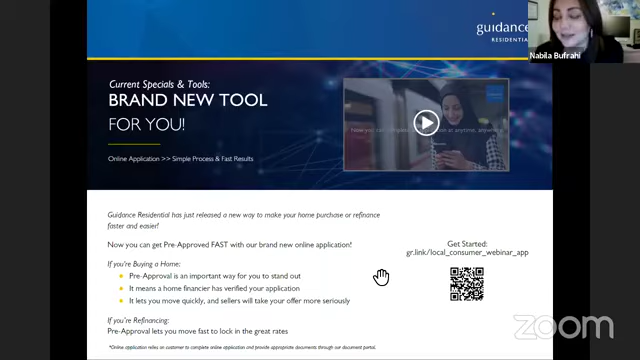 guidance
RESIDENTIA
Nabila Bufrahi
Current Specials & Tools:
BRAND NEW TOOL
FOR YOU!
Online Application >> Simple Process & Fast Results
Guidance Residential has just released a new way to make your home purchase or refinance
faster and easier!
Now you can get Pre-Approved FAST with our brand new online application!
If you're Buying a Home:
Pre-Approval is an important way for you to stand out
It means a home financier has verified your application
It lets you move quickly, and sellers will take your offer more seriously
If you're Refinancing:
Pre-Approval lets you move fast to lock in the great rates
*Online application relies on customer to complete online application and provide appropriate documents through our document portal.
Get Started:
gr.link/local_consumer_webinar_app
zoom